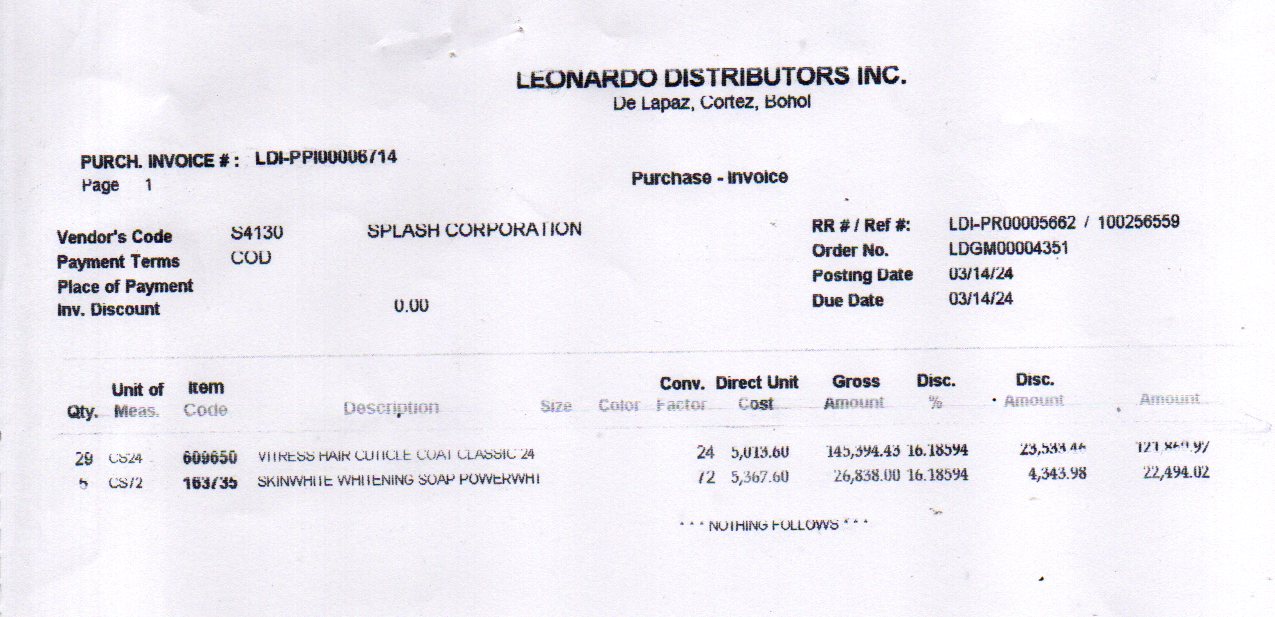 LEONARDO DISTRIBUTORS INC.
De Lapaz, Cortez, Bohol
PURCH. INVOICE # : LDI-PPI00006714
Page 1
Purchase - Invoice
Vendor's Code S4130 SPLASH CORPORATION
Payment Terms COD
Place of Payment
Inv. Discount 0.00
RR # / Ref #: LDI-PR00005662 / 100256559
Order No. LDGM00004351
Posting Date 03/14/24
Due Date 03/14/24
Qty. Unit of Meas. Item Code Description Size Color Conv. Factor Direct Unit Cost Gross Amount Disc. % Disc. Amount Amount
29 CS24 609650 VITRESS HAIR CUTICLE COAT CLASSIC 24 24 5,013.60 145,394.43 16.18594 23,533.46
5 CS72 163735 SKINWHITE WHITENING SOAP POWERWHI 72 5,367.60 26,838.00 16.18594 4,343.98 22,494.02
* * * NOTHING FOLLOWS * * *